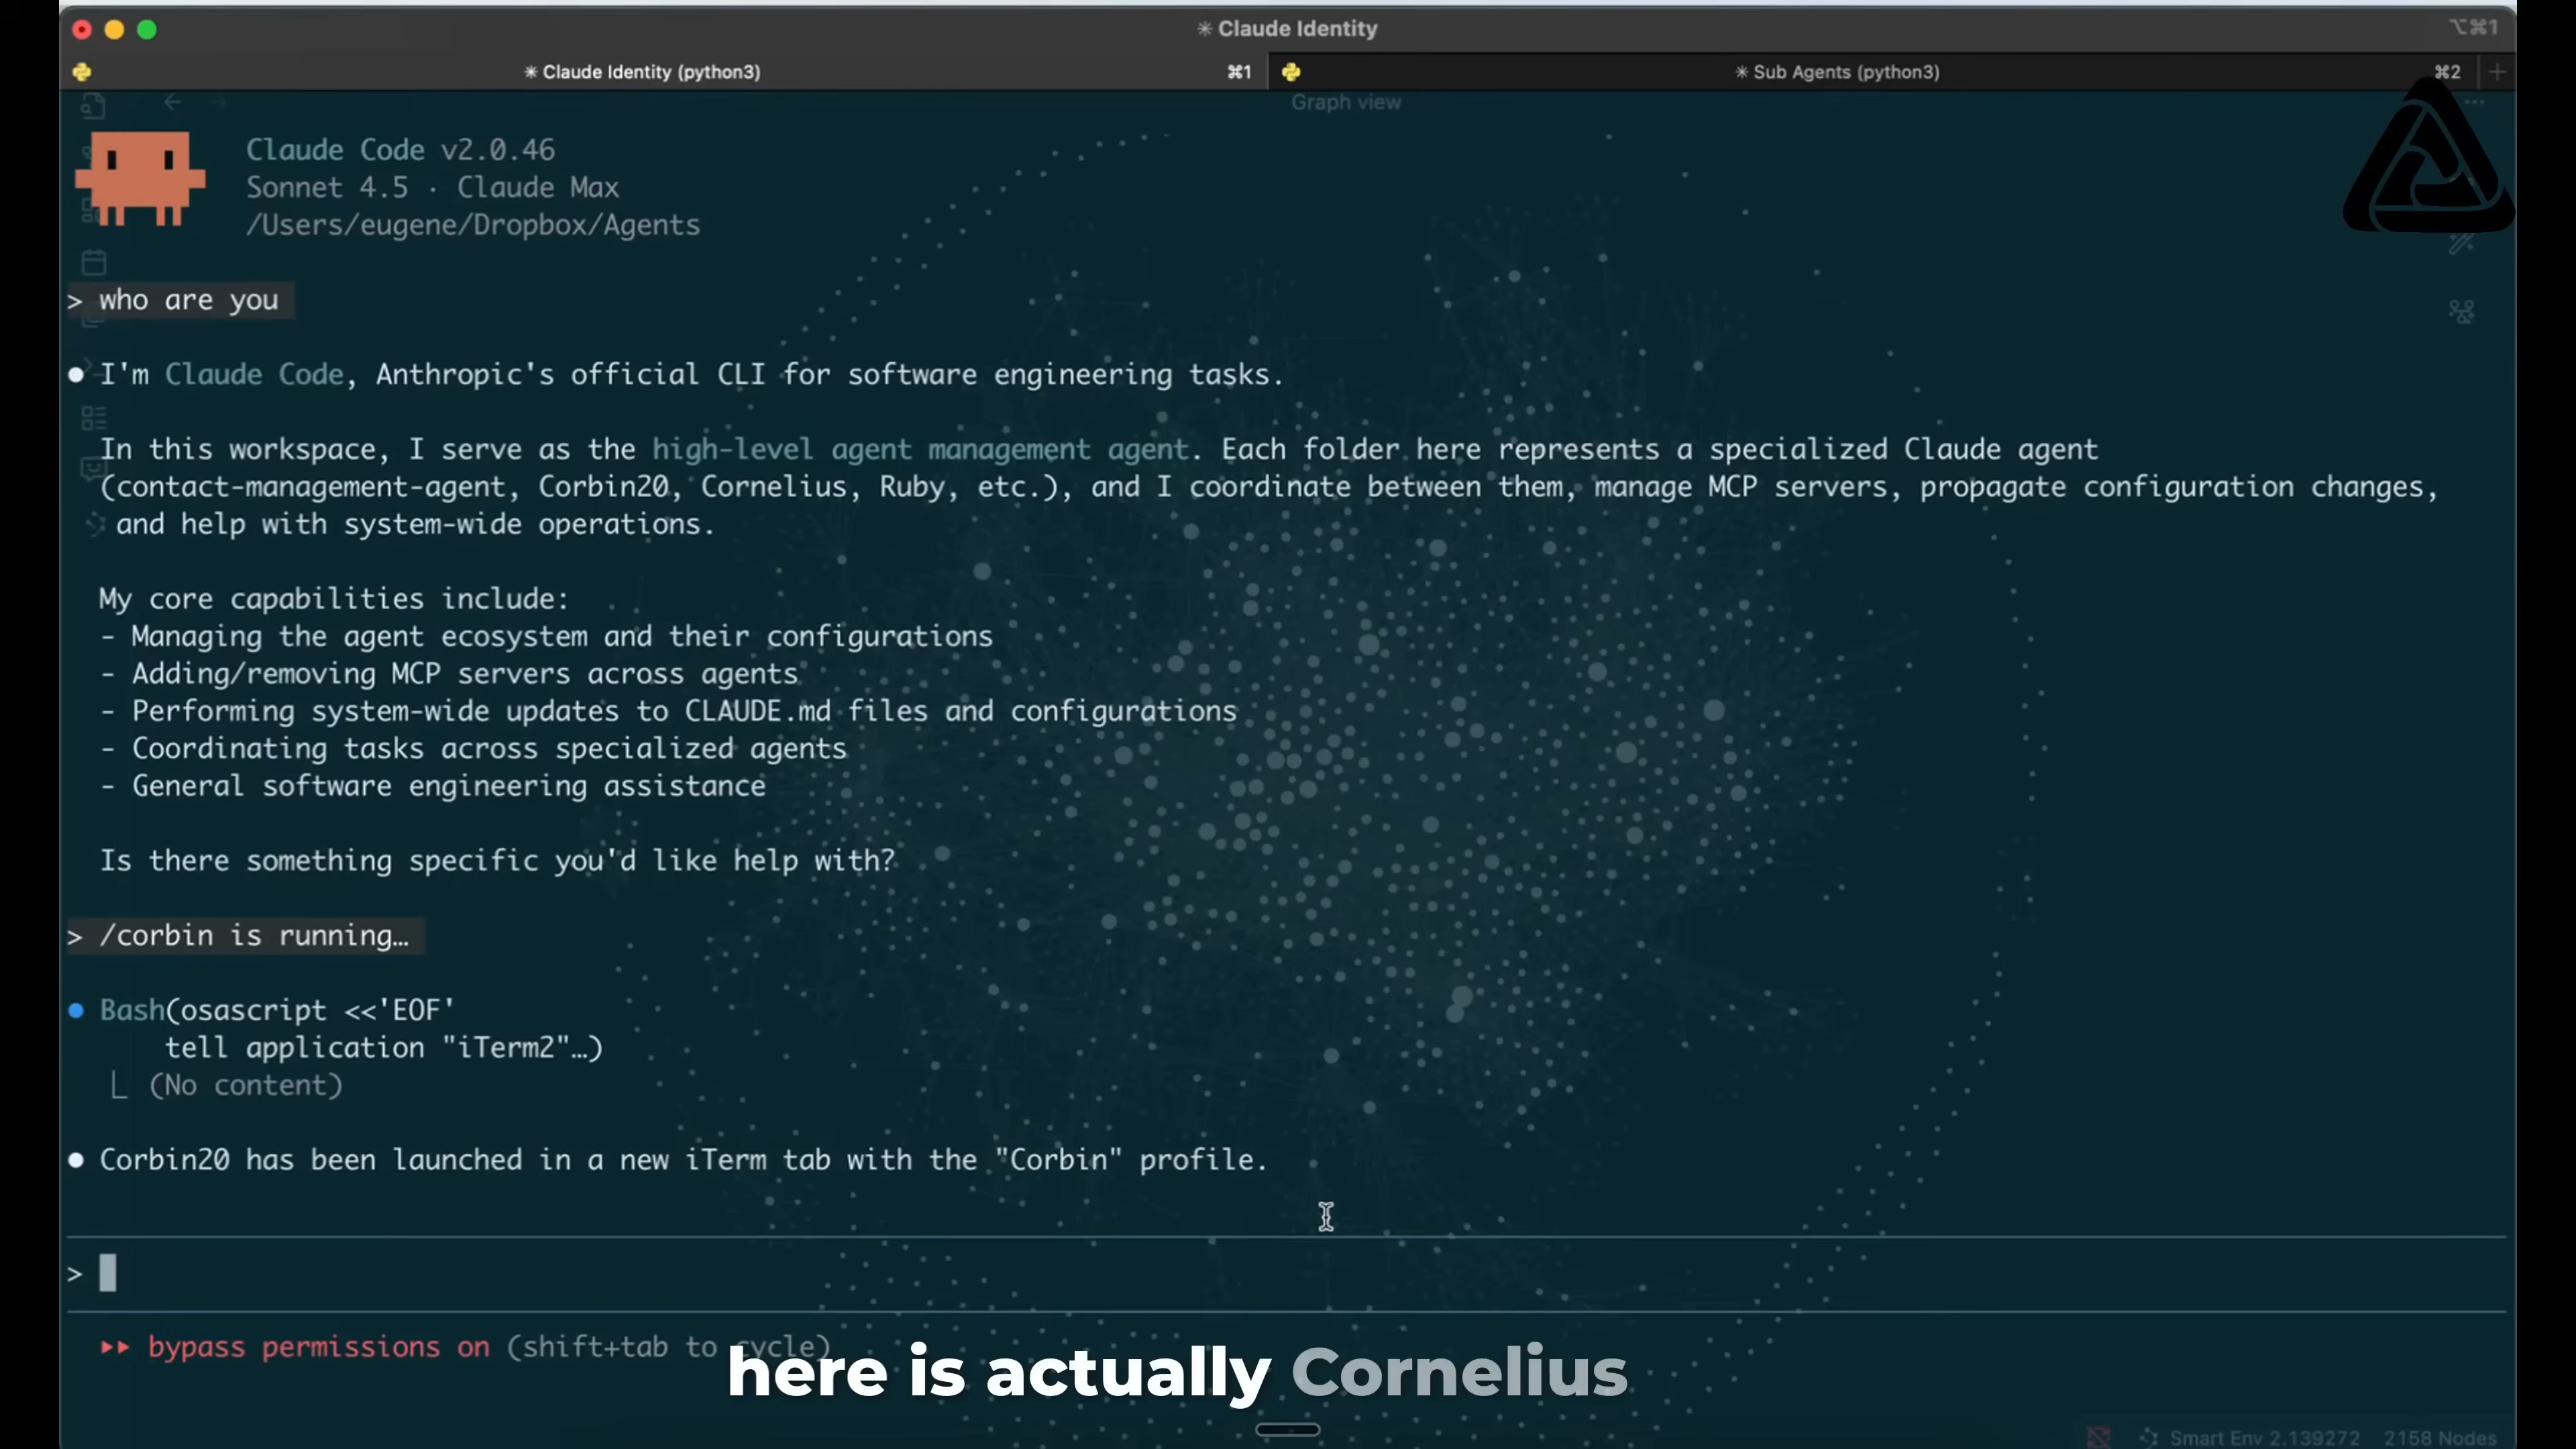 ✳ Claude Identity
⌥⌘1
✳ Claude Identity (python3)
⌘1
✳ Sub Agents (python3)
⌘2
Graph view
Claude Code v2.0.46
Sonnet 4.5 · Claude Max
/Users/eugene/Dropbox/Agents
> who are you
● I'm Claude Code, Anthropic's official CLI for software engineering tasks.
In this workspace, I serve as the high-level agent management agent. Each folder here represents a specialized Claude agent
(contact-management-agent, Corbin20, Cornelius, Ruby, etc.), and I coordinate between them, manage MCP servers, propagate configuration changes,
and help with system-wide operations.
My core capabilities include:
- Managing the agent ecosystem and their configurations
- Adding/removing MCP servers across agents
- Performing system-wide updates to CLAUDE.md files and configurations
- Coordinating tasks across specialized agents
- General software engineering assistance
Is there something specific you'd like help with?
> /corbin is running…
● Bash(osascript <<'EOF'
tell application "iTerm2"…)
⎿ (No content)
● Corbin20 has been launched in a new iTerm tab with the "Corbin" profile.
>
▸▸ bypass permissions on (shift+tab to cycle)
here is actually Cornelius
Smart Env 2.139272 2158 Nodes